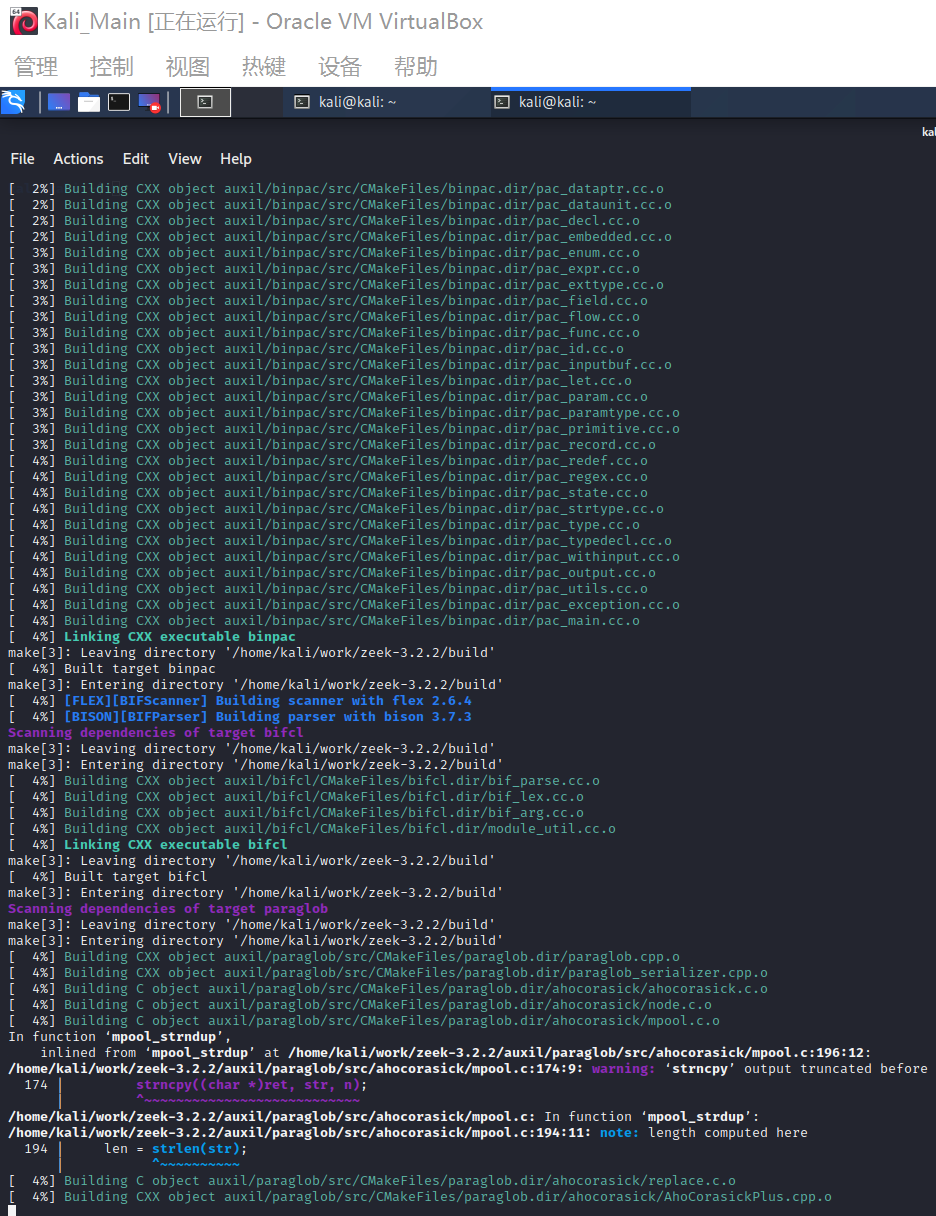 64
Kali_Main [正在运行] - Oracle VM VirtualBox
管理 控制 视图 热键 设备 帮助
kali@kali: ~ kali@kali: ~
kal
File Actions Edit View Help
[  2%] Building CXX object auxil/binpac/src/CMakeFiles/binpac.dir/pac_dataptr.cc.o
[  2%] Building CXX object auxil/binpac/src/CMakeFiles/binpac.dir/pac_dataunit.cc.o
[  2%] Building CXX object auxil/binpac/src/CMakeFiles/binpac.dir/pac_decl.cc.o
[  2%] Building CXX object auxil/binpac/src/CMakeFiles/binpac.dir/pac_embedded.cc.o
[  3%] Building CXX object auxil/binpac/src/CMakeFiles/binpac.dir/pac_enum.cc.o
[  3%] Building CXX object auxil/binpac/src/CMakeFiles/binpac.dir/pac_expr.cc.o
[  3%] Building CXX object auxil/binpac/src/CMakeFiles/binpac.dir/pac_exttype.cc.o
[  3%] Building CXX object auxil/binpac/src/CMakeFiles/binpac.dir/pac_field.cc.o
[  3%] Building CXX object auxil/binpac/src/CMakeFiles/binpac.dir/pac_flow.cc.o
[  3%] Building CXX object auxil/binpac/src/CMakeFiles/binpac.dir/pac_func.cc.o
[  3%] Building CXX object auxil/binpac/src/CMakeFiles/binpac.dir/pac_id.cc.o
[  3%] Building CXX object auxil/binpac/src/CMakeFiles/binpac.dir/pac_inputbuf.cc.o
[  3%] Building CXX object auxil/binpac/src/CMakeFiles/binpac.dir/pac_let.cc.o
[  3%] Building CXX object auxil/binpac/src/CMakeFiles/binpac.dir/pac_param.cc.o
[  3%] Building CXX object auxil/binpac/src/CMakeFiles/binpac.dir/pac_paramtype.cc.o
[  3%] Building CXX object auxil/binpac/src/CMakeFiles/binpac.dir/pac_primitive.cc.o
[  3%] Building CXX object auxil/binpac/src/CMakeFiles/binpac.dir/pac_record.cc.o
[  4%] Building CXX object auxil/binpac/src/CMakeFiles/binpac.dir/pac_redef.cc.o
[  4%] Building CXX object auxil/binpac/src/CMakeFiles/binpac.dir/pac_regex.cc.o
[  4%] Building CXX object auxil/binpac/src/CMakeFiles/binpac.dir/pac_state.cc.o
[  4%] Building CXX object auxil/binpac/src/CMakeFiles/binpac.dir/pac_strtype.cc.o
[  4%] Building CXX object auxil/binpac/src/CMakeFiles/binpac.dir/pac_type.cc.o
[  4%] Building CXX object auxil/binpac/src/CMakeFiles/binpac.dir/pac_typedecl.cc.o
[  4%] Building CXX object auxil/binpac/src/CMakeFiles/binpac.dir/pac_withinput.cc.o
[  4%] Building CXX object auxil/binpac/src/CMakeFiles/binpac.dir/pac_output.cc.o
[  4%] Building CXX object auxil/binpac/src/CMakeFiles/binpac.dir/pac_utils.cc.o
[  4%] Building CXX object auxil/binpac/src/CMakeFiles/binpac.dir/pac_exception.cc.o
[  4%] Building CXX object auxil/binpac/src/CMakeFiles/binpac.dir/pac_main.cc.o
[  4%] Linking CXX executable binpac
make[3]: Leaving directory '/home/kali/work/zeek-3.2.2/build'
[  4%] Built target binpac
make[3]: Entering directory '/home/kali/work/zeek-3.2.2/build'
[  4%] [FLEX][BIFScanner] Building scanner with flex 2.6.4
[  4%] [BISON][BIFParser] Building parser with bison 3.7.3
Scanning dependencies of target bifcl
make[3]: Leaving directory '/home/kali/work/zeek-3.2.2/build'
make[3]: Entering directory '/home/kali/work/zeek-3.2.2/build'
[  4%] Building CXX object auxil/bifcl/CMakeFiles/bifcl.dir/bif_parse.cc.o
[  4%] Building CXX object auxil/bifcl/CMakeFiles/bifcl.dir/bif_lex.cc.o
[  4%] Building CXX object auxil/bifcl/CMakeFiles/bifcl.dir/bif_arg.cc.o
[  4%] Building CXX object auxil/bifcl/CMakeFiles/bifcl.dir/module_util.cc.o
[  4%] Linking CXX executable bifcl
make[3]: Leaving directory '/home/kali/work/zeek-3.2.2/build'
[  4%] Built target bifcl
make[3]: Entering directory '/home/kali/work/zeek-3.2.2/build'
Scanning dependencies of target paraglob
make[3]: Leaving directory '/home/kali/work/zeek-3.2.2/build'
make[3]: Entering directory '/home/kali/work/zeek-3.2.2/build'
[  4%] Building CXX object auxil/paraglob/src/CMakeFiles/paraglob.dir/paraglob.cpp.o
[  4%] Building CXX object auxil/paraglob/src/CMakeFiles/paraglob.dir/paraglob_serializer.cpp.o
[  4%] Building C object auxil/paraglob/src/CMakeFiles/paraglob.dir/ahocorasick/ahocorasick.c.o
[  4%] Building C object auxil/paraglob/src/CMakeFiles/paraglob.dir/ahocorasick/node.c.o
[  4%] Building C object auxil/paraglob/src/CMakeFiles/paraglob.dir/ahocorasick/mpool.c.o
In function ‘mpool_strndup’,
inlined from ‘mpool_strdup’ at /home/kali/work/zeek-3.2.2/auxil/paraglob/src/ahocorasick/mpool.c:196:12:
/home/kali/work/zeek-3.2.2/auxil/paraglob/src/ahocorasick/mpool.c:174:9: warning: ‘strncpy’ output truncated before
174 | strncpy((char *)ret, str, n);
| ^~~~~~~~~~~~~~~~~~~~~~~~~~~~
/home/kali/work/zeek-3.2.2/auxil/paraglob/src/ahocorasick/mpool.c: In function ‘mpool_strdup’:
/home/kali/work/zeek-3.2.2/auxil/paraglob/src/ahocorasick/mpool.c:194:11: note: length computed here
194 | len = strlen(str);
| ^~~~~~~~~~~
[  4%] Building C object auxil/paraglob/src/CMakeFiles/paraglob.dir/ahocorasick/replace.c.o
[  4%] Building CXX object auxil/paraglob/src/CMakeFiles/paraglob.dir/ahocorasick/AhoCorasickPlus.cpp.o